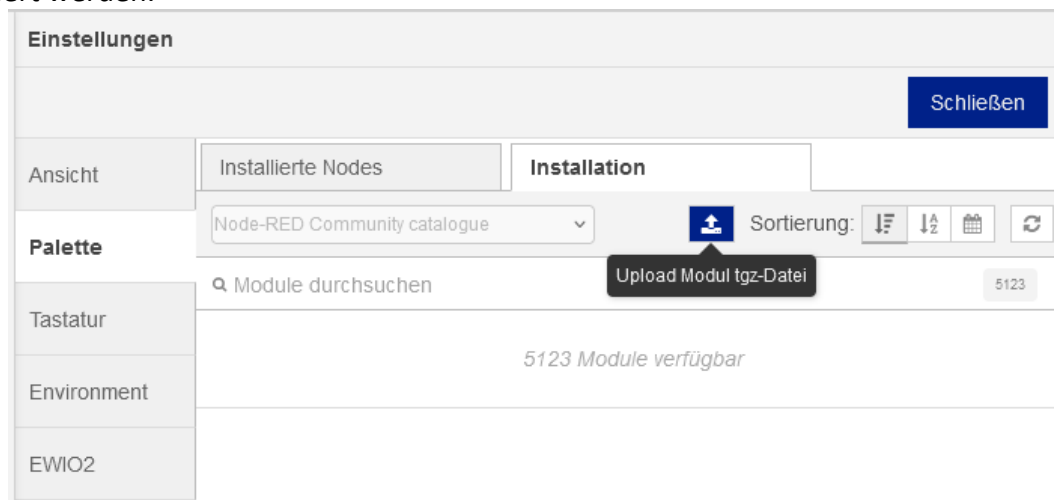 Einstellungen
Schließen
Ansicht
Installierte Nodes
Installation
Node-RED Community catalogue
Sortierung:
Palette
Upload Modul tgz-Datei
Module durchsuchen
5123
Tastatur
5123 Module verfügbar
Environment
EWIO2